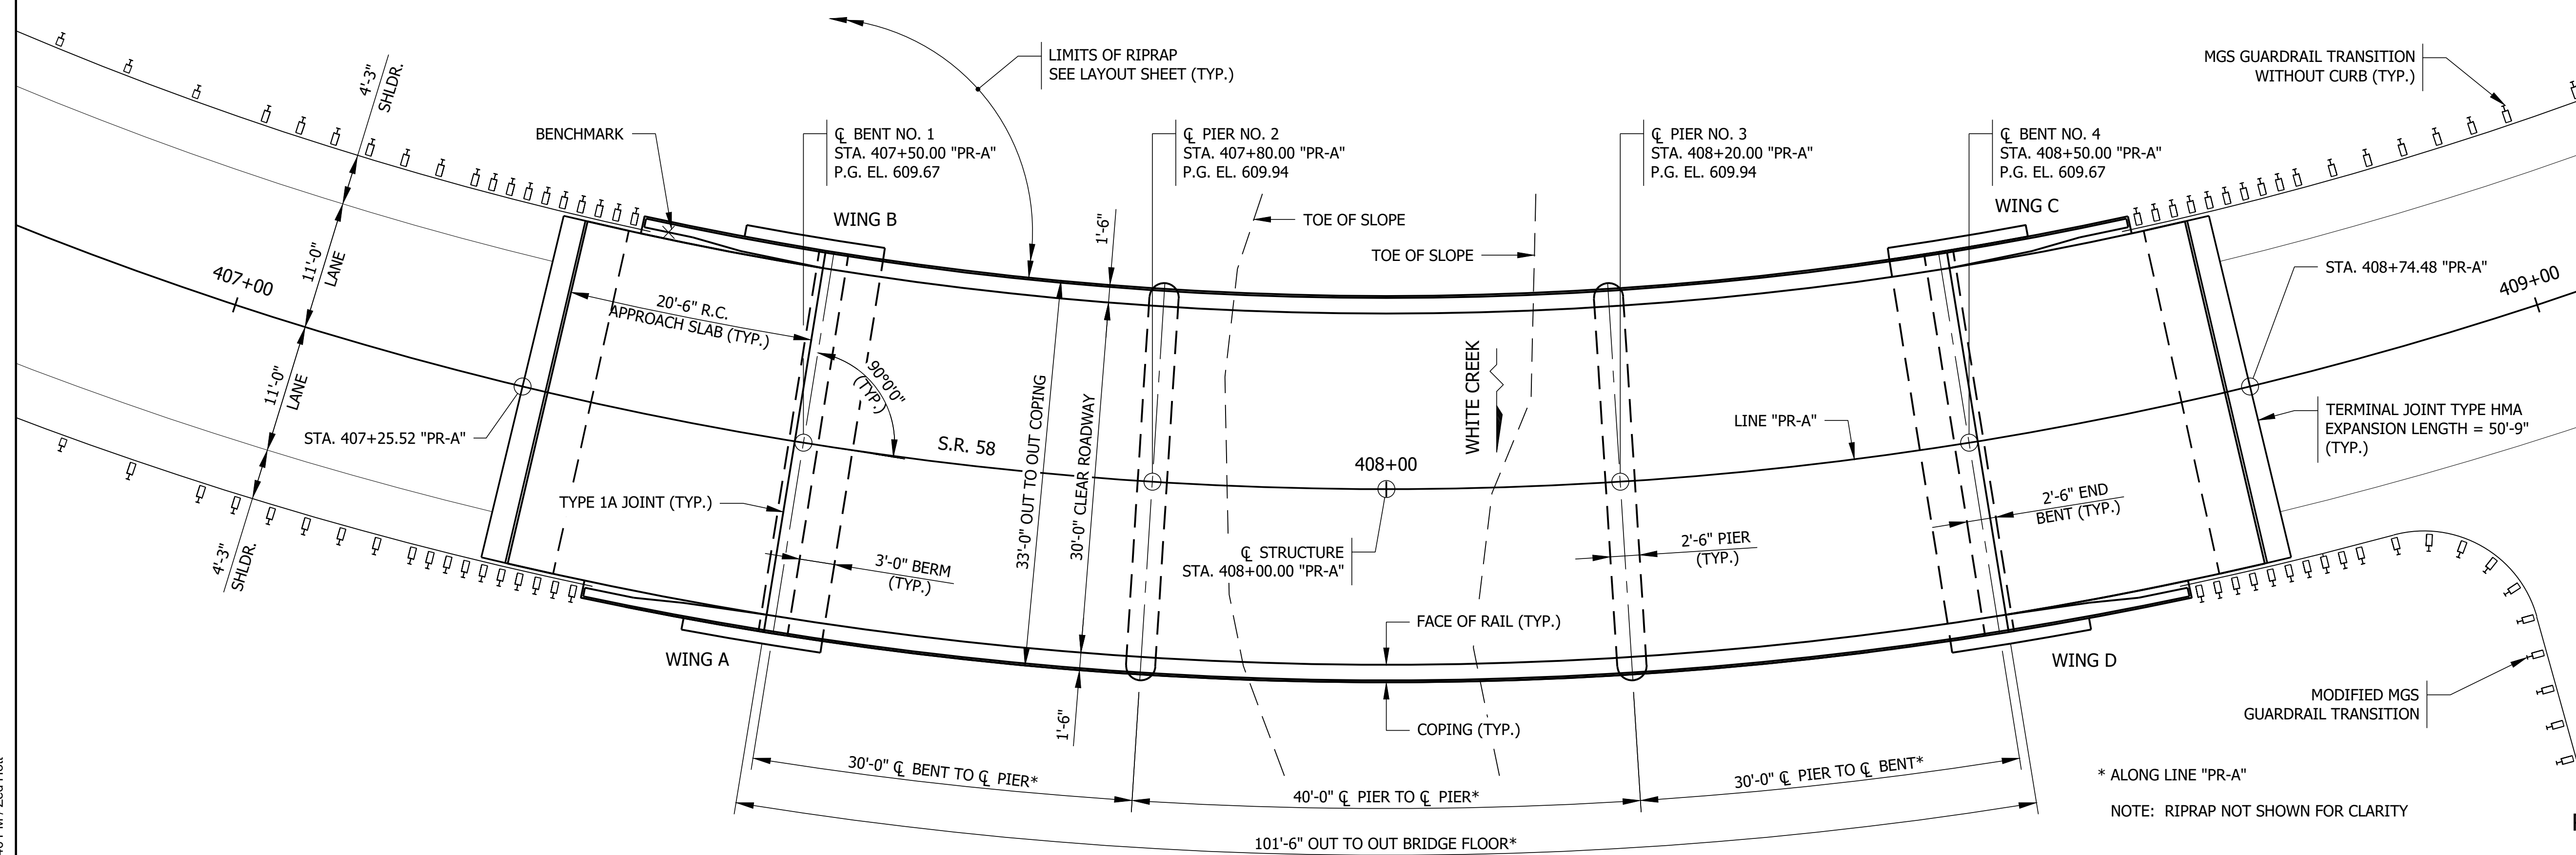 LIMITS OF RIPRAP
SEE LAYOUT SHEET (TYP.)
MGS GUARDRAIL TRANSITION
WITHOUT CURB (TYP.)
4'-3"
SHLDR.
BENCHMARK
℄ BENT NO. 1
STA. 407+50.00 "PR-A"
P.G. EL. 609.67
℄ PIER NO. 2
STA. 407+80.00 "PR-A"
P.G. EL. 609.94
℄ PIER NO. 3
STA. 408+20.00 "PR-A"
P.G. EL. 609.94
℄ BENT NO. 4
STA. 408+50.00 "PR-A"
P.G. EL. 609.67
WING B
1'-6"
TOE OF SLOPE
TOE OF SLOPE
WING C
407+00
11'-0"
LANE
20'-6" R.C.
APPROACH SLAB (TYP.)
STA. 408+74.48 "PR-A"
409+00
90°0'0"
(TYP.)
WHITE CREEK
11'-0"
LANE
STA. 407+25.52 "PR-A"
S.R. 58
33'-0" OUT TO OUT COPING
30'-0" CLEAR ROADWAY
408+00
LINE "PR-A"
TERMINAL JOINT TYPE HMA
EXPANSION LENGTH = 50'-9"
(TYP.)
TYPE 1A JOINT (TYP.)
2'-6" END
BENT (TYP.)
4'-3"
SHLDR.
3'-0" BERM
(TYP.)
℄ STRUCTURE
STA. 408+00.00 "PR-A"
2'-6" PIER
(TYP.)
FACE OF RAIL (TYP.)
WING A
WING D
MODIFIED MGS
GUARDRAIL TRANSITION
1'-6"
COPING (TYP.)
30'-0" ℄ BENT TO ℄ PIER*
40'-0" ℄ PIER TO ℄ PIER*
30'-0" ℄ PIER TO ℄ BENT*
* ALONG LINE "PR-A"
NOTE: RIPRAP NOT SHOWN FOR CLARITY
101'-6" OUT TO OUT BRIDGE FLOOR*